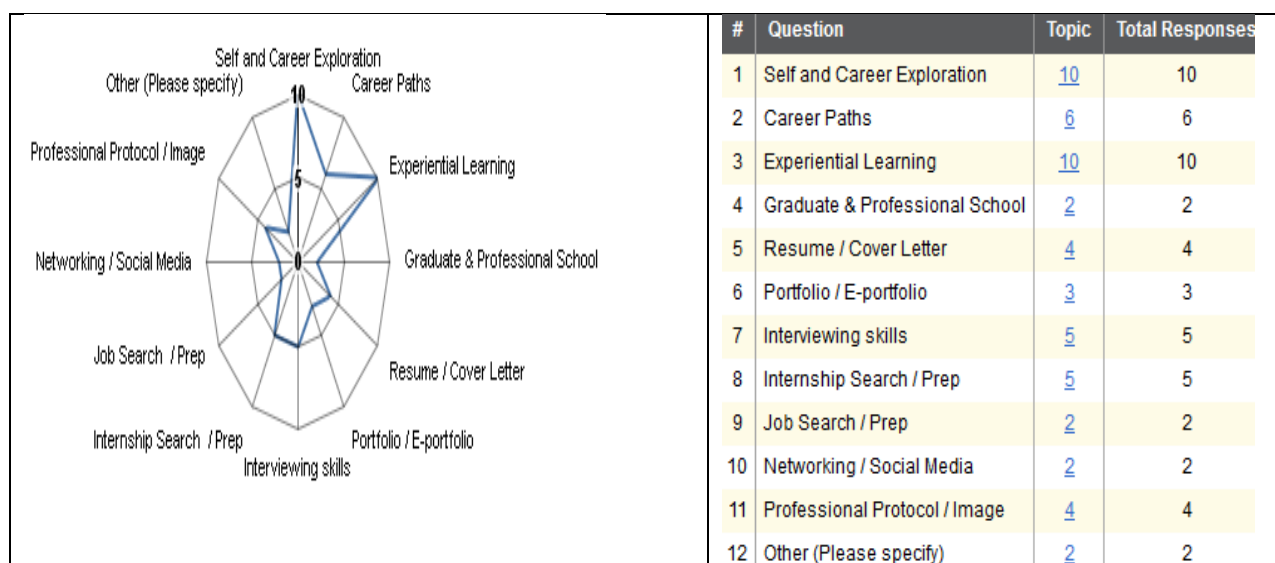 Self and Career Exploration
Other (Please specify)
Career Paths
10
Professional Protocol / Image
Experiential Learning
5
Networking / Social Media
0
Graduate & Professional School
Job Search / Prep
Resume / Cover Letter
Internship Search / Prep
Portfolio / E-portfolio
Interviewing skills
# Question Topic Total Responses
1 Self and Career Exploration 10 10
2 Career Paths 6 6
3 Experiential Learning 10 10
4 Graduate & Professional School 2 2
5 Resume / Cover Letter 4 4
6 Portfolio / E-portfolio 3 3
7 Interviewing skills 5 5
8 Internship Search / Prep 5 5
9 Job Search / Prep 2 2
10 Networking / Social Media 2 2
11 Professional Protocol / Image 4 4
12 Other (Please specify) 2 2